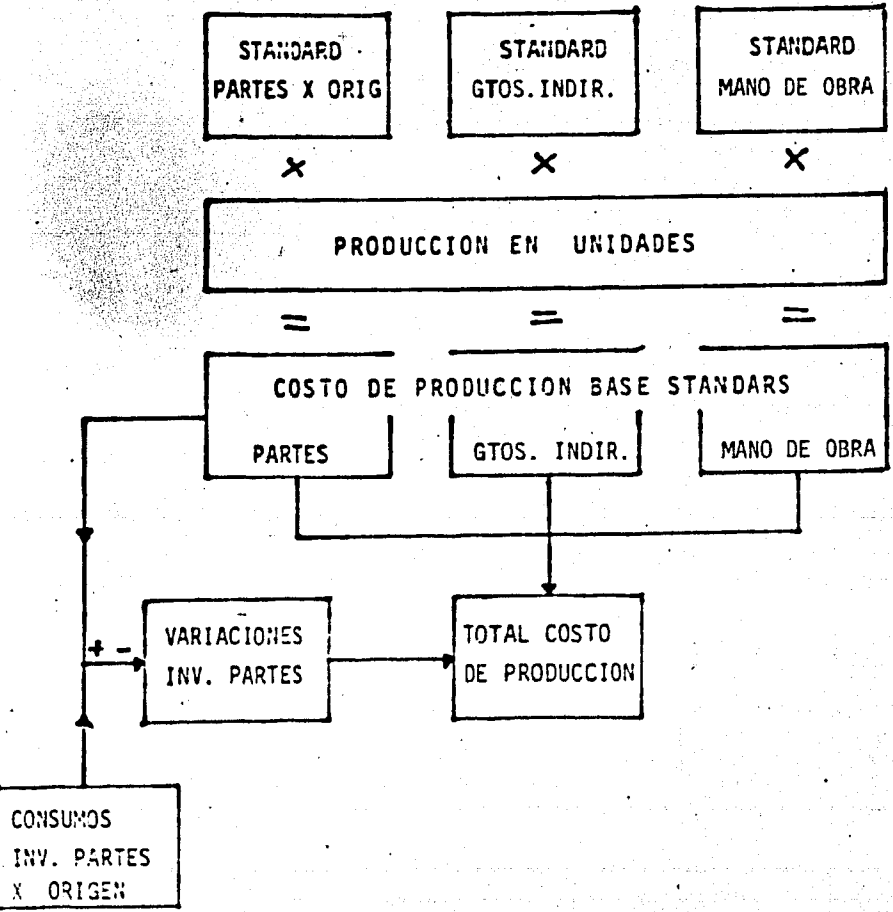 STANDARD
PARTES X ORIG
STANDARD
GTOS.INDIR.
STANDARD
MANO DE OBRA
× × ×
PRODUCCION EN UNIDADES
= = =
COSTO DE PRODUCCION BASE STANDARS
PARTES
GTOS. INDIR.
MANO DE OBRA
+ -
VARIACIONES
INV. PARTES
TOTAL COSTO
DE PRODUCCION
CONSUMOS
INV. PARTES
X ORIGEN